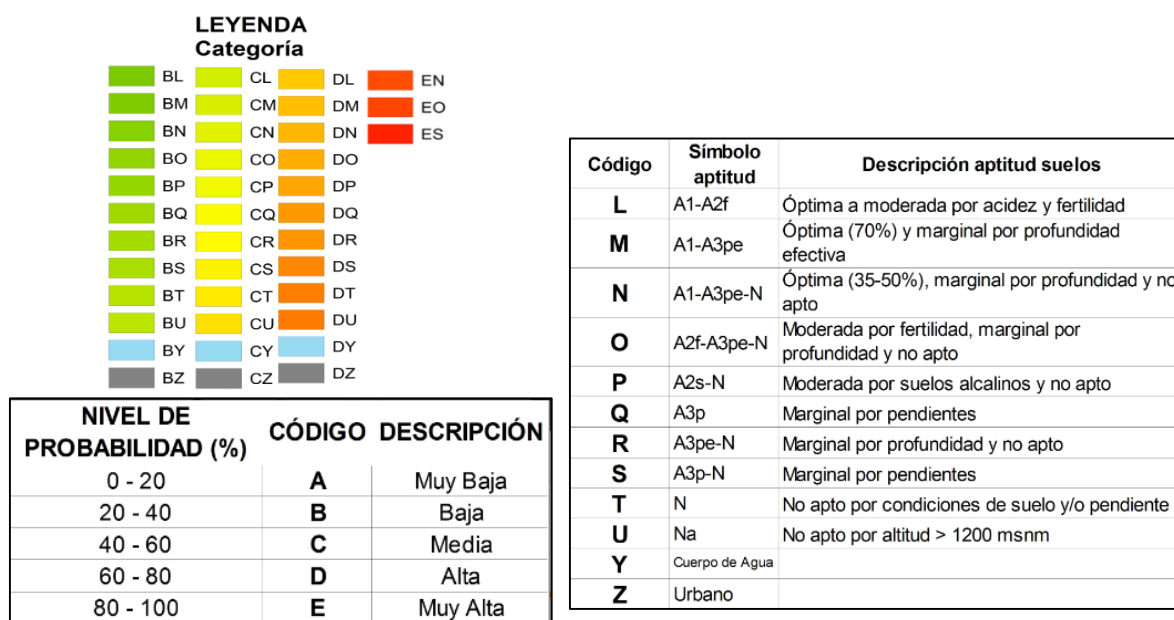 LEYENDA
Categoría
BL CL DL EN
BM CM DM EO
BN CN DN ES
BO CO DO
BP CP DP
BQ CQ DQ
BR CR DR
BS CS DS
BT CT DT
BU CU DU
BY CY DY
BZ CZ DZ
NIVEL DE
PROBABILIDAD (%) CÓDIGO DESCRIPCIÓN
0 - 20 A Muy Baja
20 - 40 B Baja
40 - 60 C Media
60 - 80 D Alta
80 - 100 E Muy Alta
Código Símbolo aptitud Descripción aptitud suelos
L A1-A2f Óptima a moderada por acidez y fertilidad
M A1-A3pe Óptima (70%) y marginal por profundidad
efectiva
N A1-A3pe-N Óptima (35-50%), marginal por profundidad y no
apto
O A2f-A3pe-N Moderada por fertilidad, marginal por
profundidad y no apto
P A2s-N Moderada por suelos alcalinos y no apto
Q A3p Marginal por pendientes
R A3pe-N Marginal por profundidad y no apto
S A3p-N Marginal por pendientes
T N No apto por condiciones de suelo y/o pendiente
U Na No apto por altitud > 1200 msnm
Y Cuerpo de Agua
Z Urbano